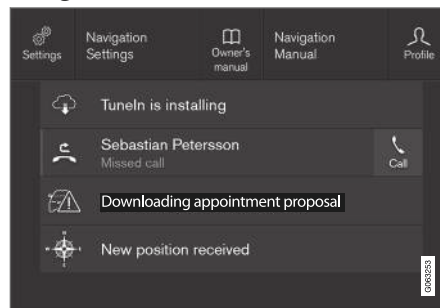 Settings
Navigation
Settings
Owner's
manual
Navigation
Manual
Profile
TuneIn is installing
Sebastian Petersson
Missed call
Call
Downloading appointment proposal
New position received
G063253